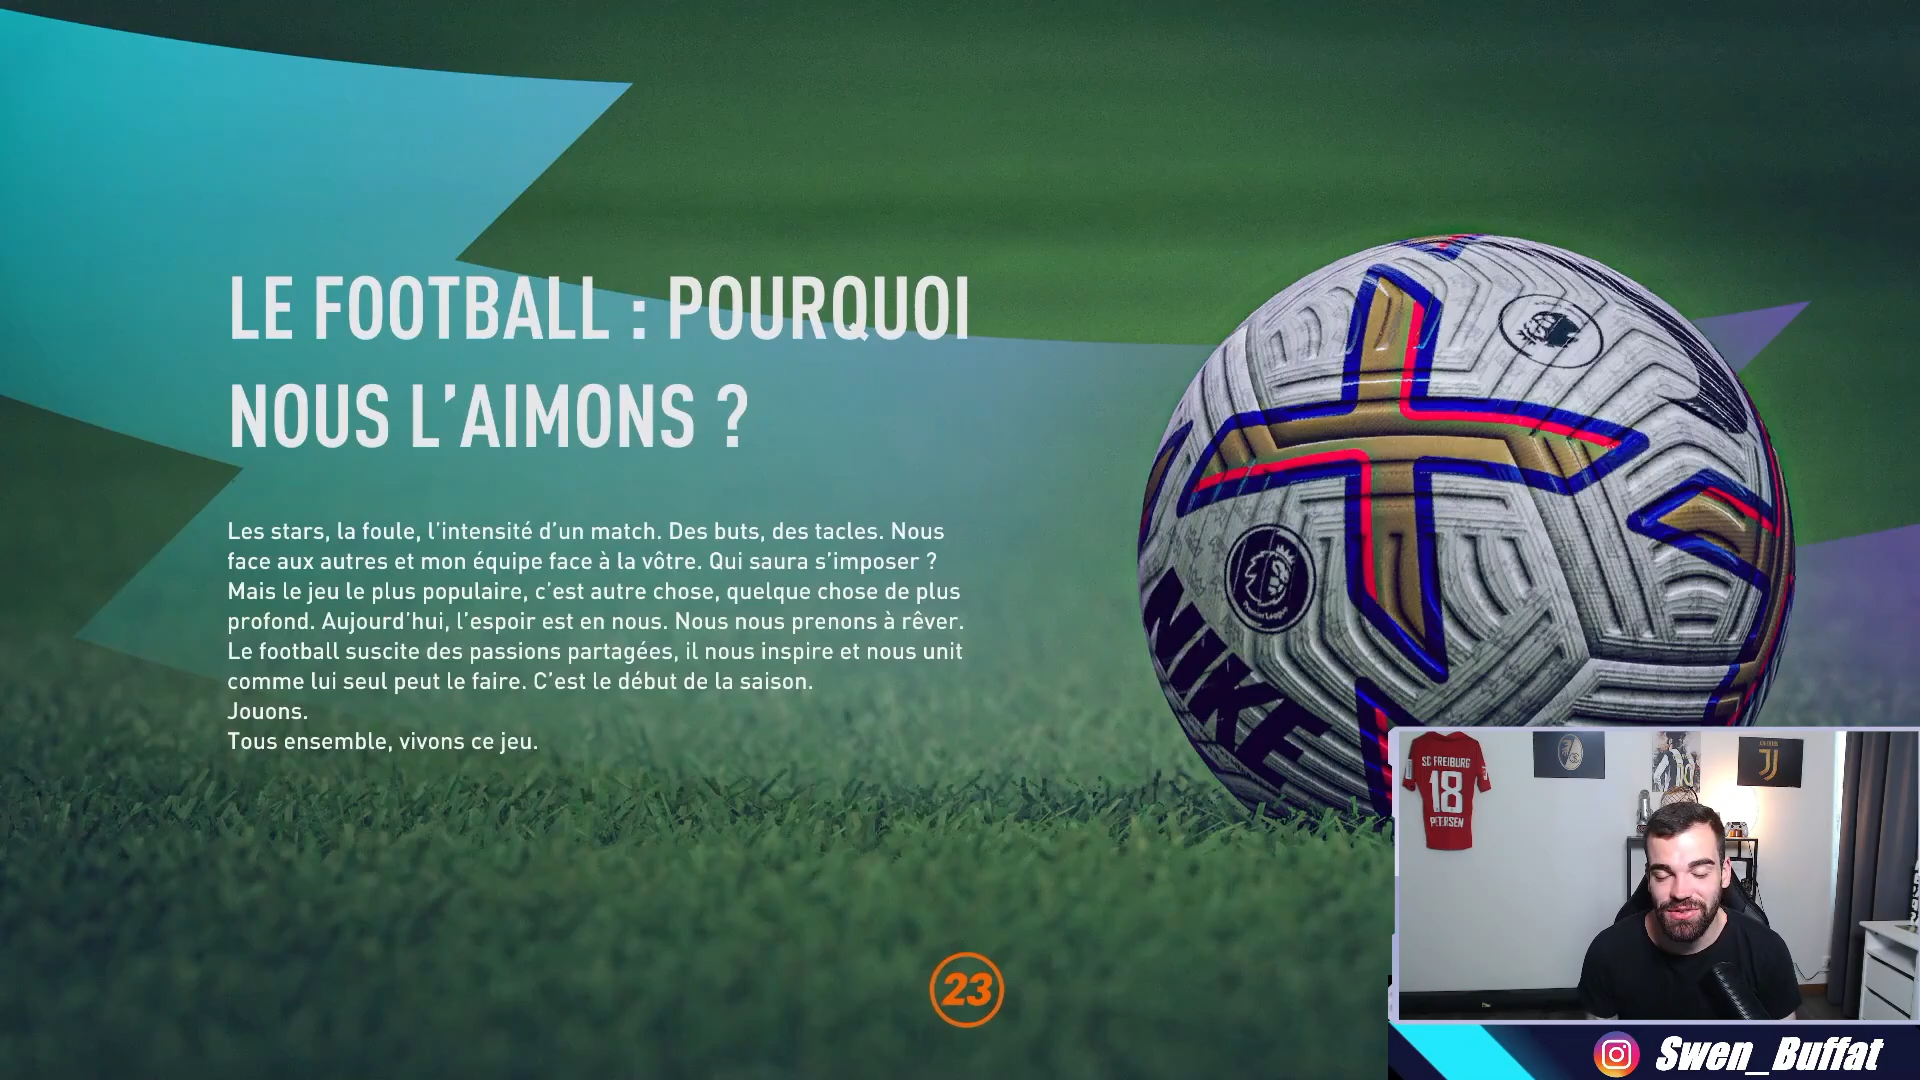 LE FOOTBALL : POURQUOI
NOUS L’AIMONS ?
Les stars, la foule, l’intensité d’un match. Des buts, des tacles. Nous
face aux autres et mon équipe face à la vôtre. Qui saura s’imposer ?
Mais le jeu le plus populaire, c’est autre chose, quelque chose de plus
profond. Aujourd’hui, l’espoir est en nous. Nous nous prenons à rêver.
Le football suscite des passions partagées, il nous inspire et nous unit
comme lui seul peut le faire. C’est le début de la saison.
Jouons.
Tous ensemble, vivons ce jeu.
Premier League
NIKE
SC FREIBURG
18
PETERSEN
23
Swen_Buffat